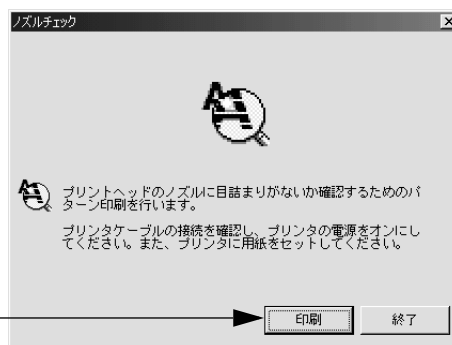 ノズルチェック
プリントヘッドのノズルに目詰まりがないか確認するためのパ
ターン印刷を行います。
プリンタケーブルの接続を確認し、プリンタの電源をオンにし
てください。また、プリンタに用紙をセットしてください。
印刷
終了